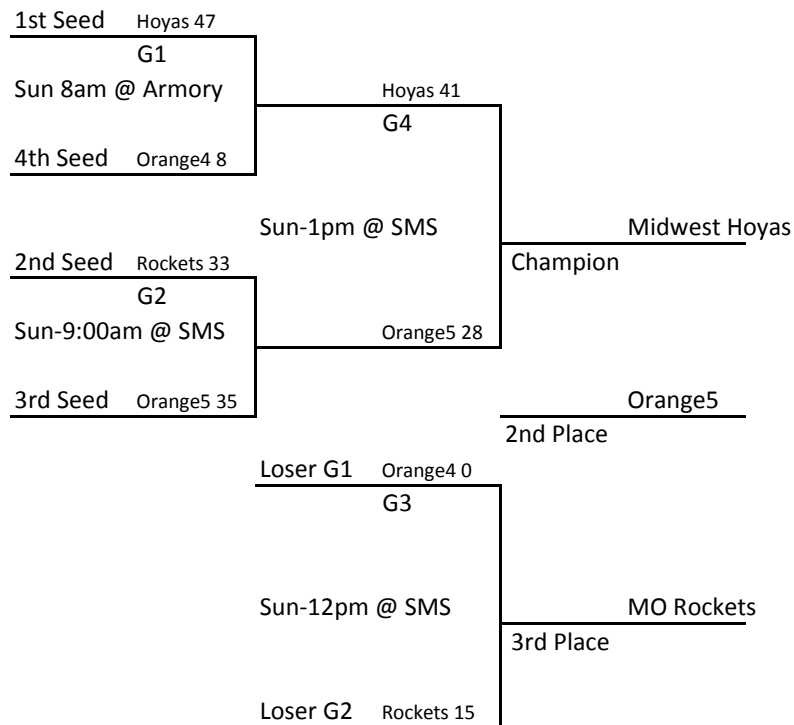 1st Seed Hoyas 47
G1
Sun 8am @ Armory
Hoyas 41
G4
4th Seed Orange4 8
Sun-1pm @ SMS
Midwest Hoyas
2nd Seed Rockets 33
Champion
G2
Sun-9:00am @ SMS
Orange5 28
3rd Seed Orange5 35
Orange5
2nd Place
Loser G1 Orange4 0
G3
Sun-12pm @ SMS
MO Rockets
3rd Place
Loser G2 Rockets 15